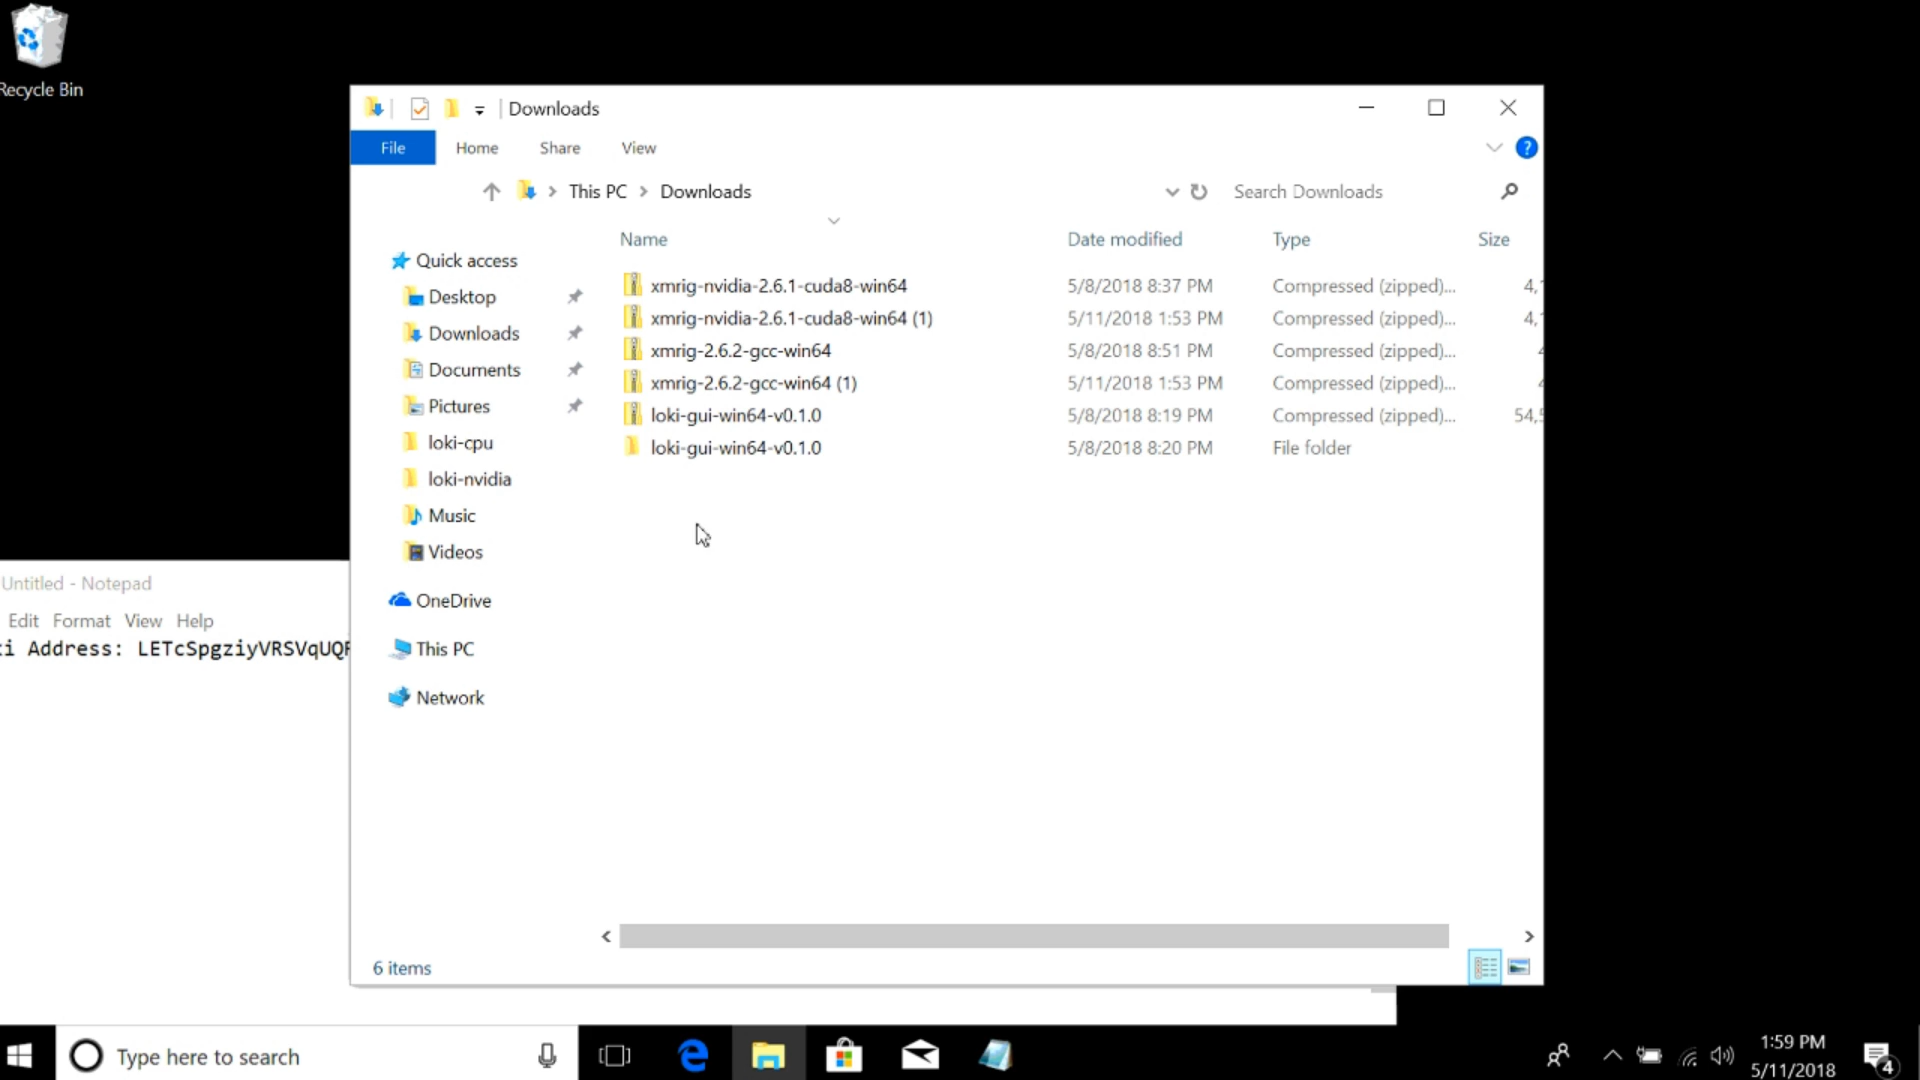 Recycle Bin
Downloads
File Home Share View
This PC Downloads
Search Downloads
Name Date modified Type Size
Quick access
Desktop
Downloads
Documents
Pictures
loki-cpu
loki-nvidia
Music
Videos
OneDrive
This PC
Network
xmrig-nvidia-2.6.1-cuda8-win64 5/8/2018 8:37 PM Compressed (zipped)...
xmrig-nvidia-2.6.1-cuda8-win64 (1) 5/11/2018 1:53 PM Compressed (zipped)...
xmrig-2.6.2-gcc-win64 5/8/2018 8:51 PM Compressed (zipped)...
xmrig-2.6.2-gcc-win64 (1) 5/11/2018 1:53 PM Compressed (zipped)...
loki-gui-win64-v0.1.0 5/8/2018 8:19 PM Compressed (zipped)...
loki-gui-win64-v0.1.0 5/8/2018 8:20 PM File folder
6 items
Untitled - Notepad
Edit Format View Help
Address: LETcSpgziyVRSVqUQ
Type here to search
1:59 PM
5/11/2018
4